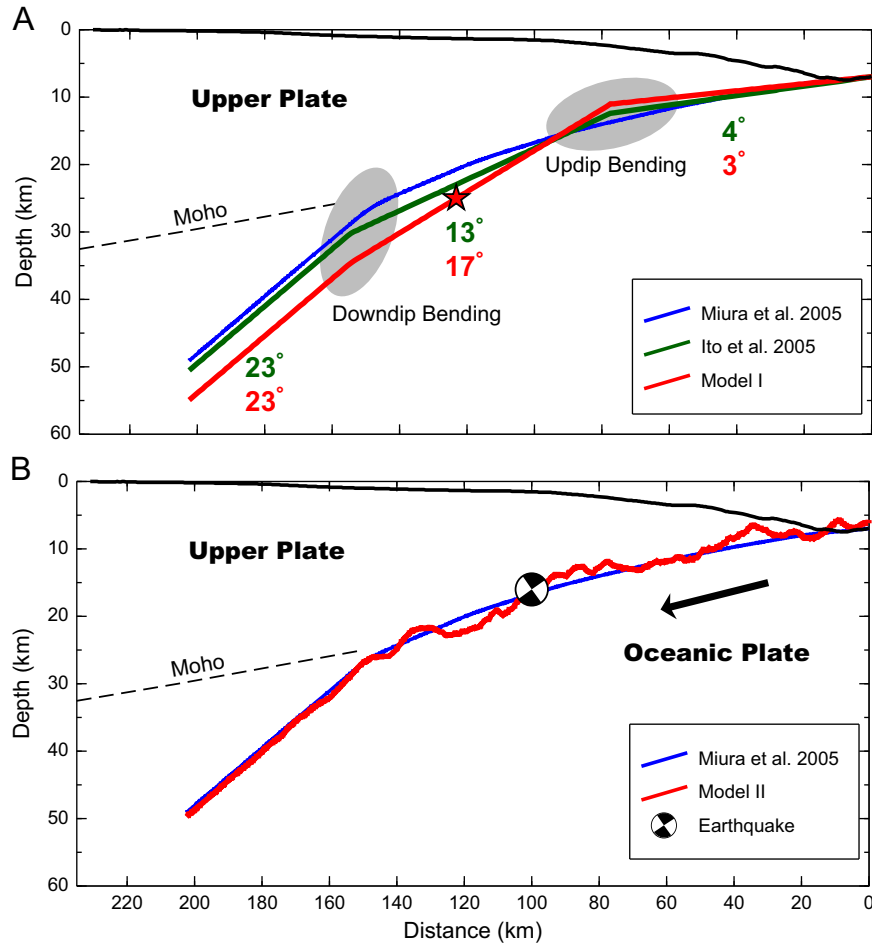 A
0
10
20
30
40
50
60
Depth (km)
Upper Plate
Moho
Updip Bending
4°
3°
13°
17°
Downdip Bending
23°
23°
Miura et al. 2005
Ito et al. 2005
Model I
B
0
10
20
30
40
50
60
Depth (km)
Upper Plate
Moho
Oceanic Plate
Miura et al. 2005
Model II
Earthquake
220 200 180 160 140 120 100 80 60 40 20 0
Distance (km)